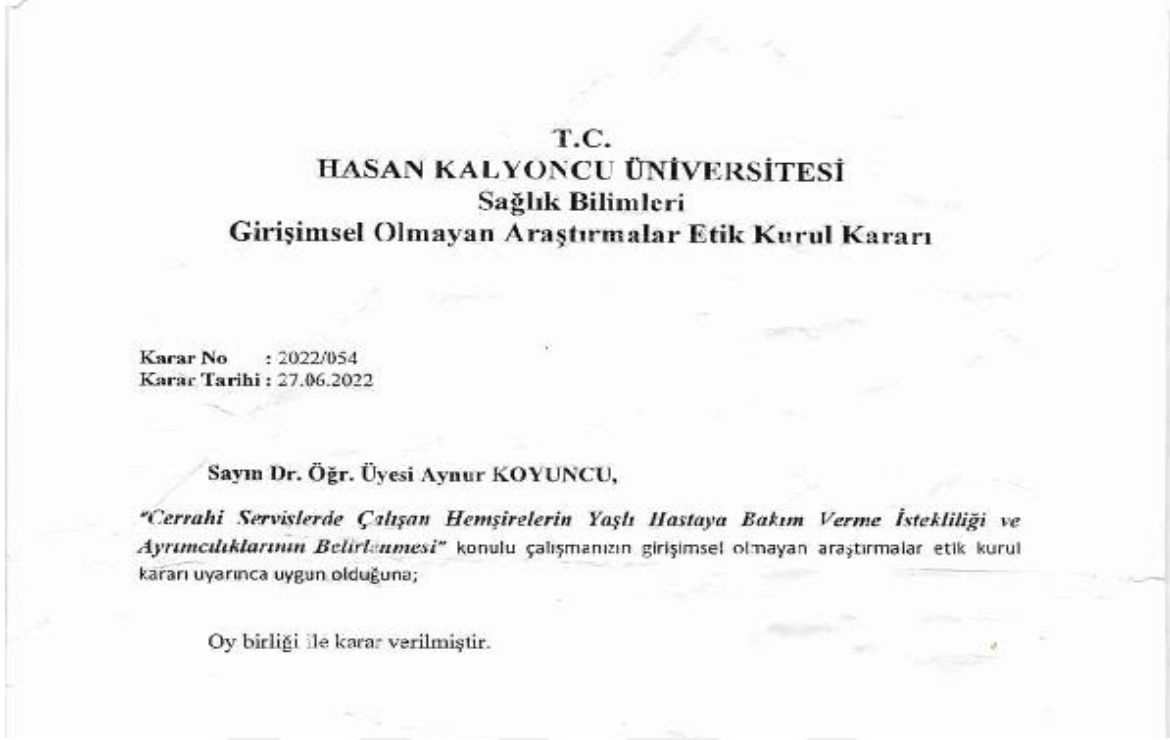 T.C.
HASAN KALYONCU ÜNİVERSİTESİ
Sağlık Bilimleri
Girişimsel Olmayan Araştırmalar Etik Kurul Kararı
Karar No : 2022/054
Karar Tarihi : 27.06.2022
Sayın Dr. Öğr. Üyesi Aynur KOYUNCU,
"Cerrahi Servislerde Çalışan Hemşirelerin Yaşlı Hastaya Bakım Verme İstekliliği ve
Ayrımcılıklarının Belirlenmesi" konulu çalışmanızın girişimsel olmayan araştırmalar etik kurul
kararı uyarınca uygun olduğuna;
Oy birliği ile karar verilmiştir.